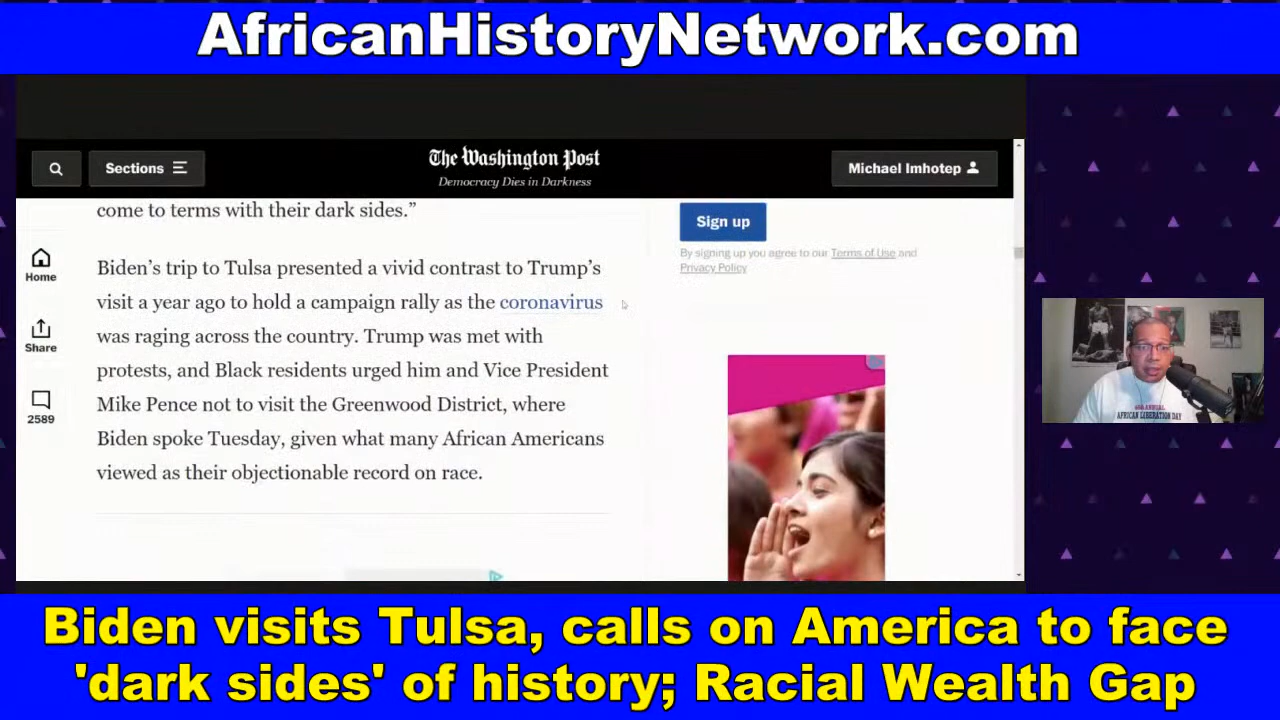 AfricanHistoryNetwork.com
Sections
The Washington Post
Democracy Dies in Darkness
Michael Imhotep
come to terms with their dark sides.”
Biden’s trip to Tulsa presented a vivid contrast to Trump’s
visit a year ago to hold a campaign rally as the coronavirus
was raging across the country. Trump was met with
protests, and Black residents urged him and Vice President
Mike Pence not to visit the Greenwood District, where
Biden spoke Tuesday, given what many African Americans
viewed as their objectionable record on race.
Home
Share
2589
Sign up
By signing up you agree to our Terms of Use and
Privacy Policy
AFRICAN LIBERATION DAY
Biden visits Tulsa, calls on America to face
'dark sides' of history; Racial Wealth Gap